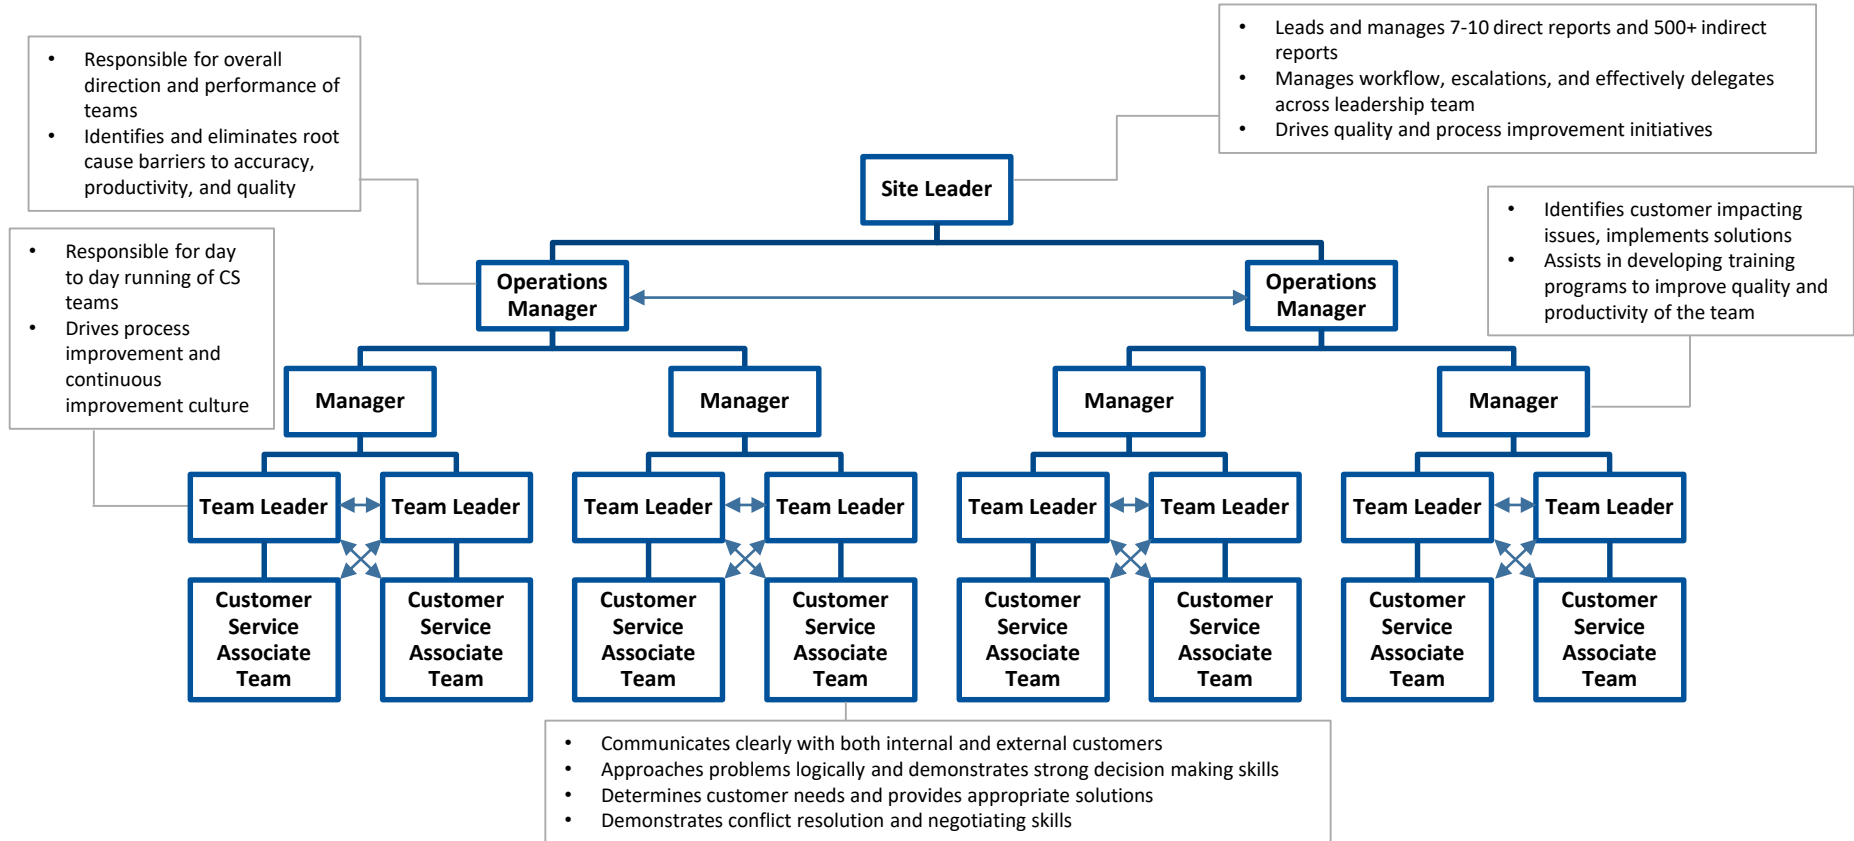 • Leads and manages 7-10 direct reports and 500+ indirect
reports
• Manages workflow, escalations, and effectively delegates
across leadership team
• Drives quality and process improvement initiatives
• Responsible for overall
direction and performance of
teams
• Identifies and eliminates root
cause barriers to accuracy,
productivity, and quality
Site Leader
• Identifies customer impacting
issues, implements solutions
• Assists in developing training
programs to improve quality and
productivity of the team
• Responsible for day
to day running of CS
teams
• Drives process
improvement and
continuous
improvement culture
Operations
Manager
Operations
Manager
Manager
Manager
Manager
Manager
Team Leader
Team Leader
Team Leader
Team Leader
Team Leader
Team Leader
Team Leader
Team Leader
Customer
Service
Associate
Team
Customer
Service
Associate
Team
Customer
Service
Associate
Team
Customer
Service
Associate
Team
Customer
Service
Associate
Team
Customer
Service
Associate
Team
Customer
Service
Associate
Team
Customer
Service
Associate
Team
• Communicates clearly with both internal and external customers
• Approaches problems logically and demonstrates strong decision making skills
• Determines customer needs and provides appropriate solutions
• Demonstrates conflict resolution and negotiating skills